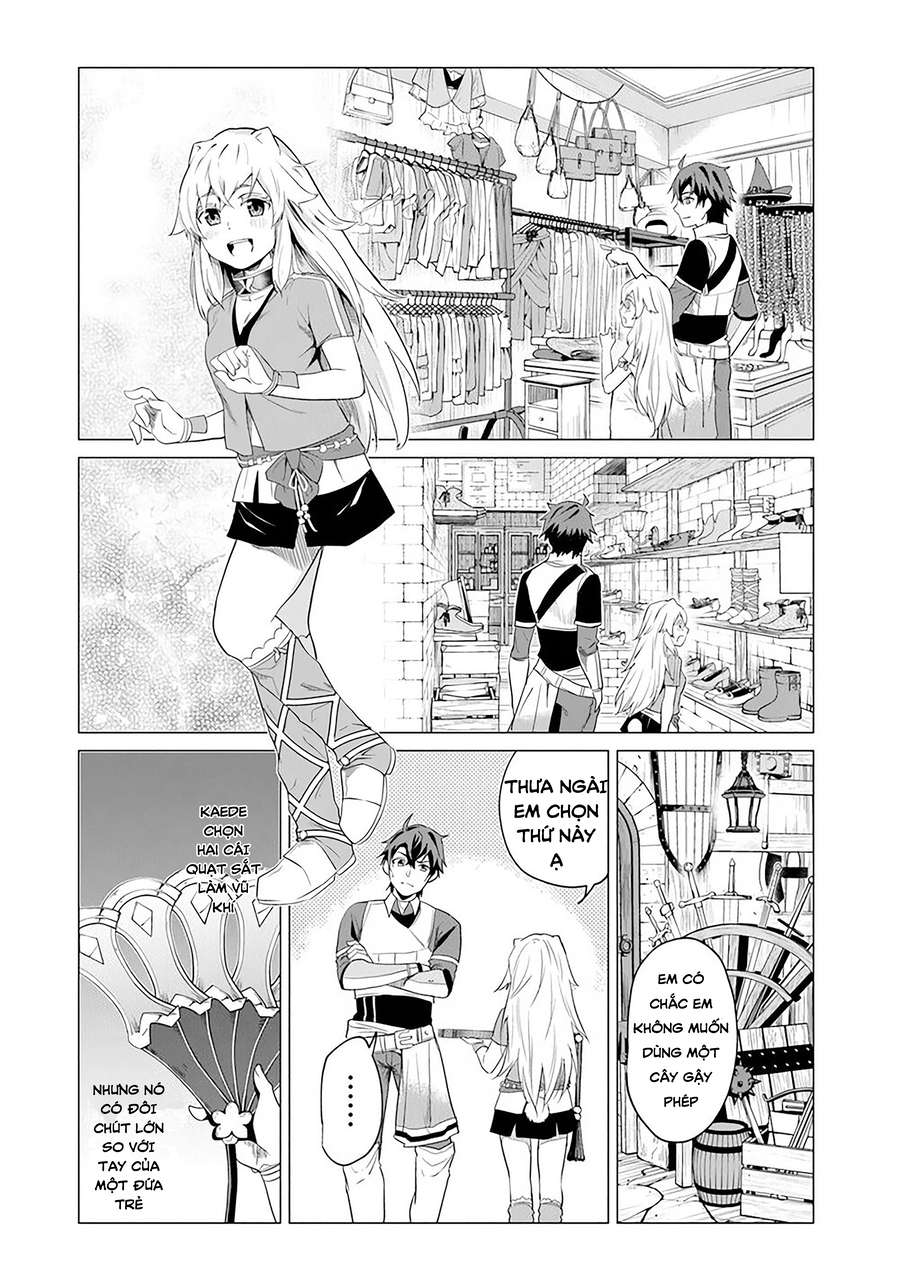 EM CÓ
CHẮC EM
KHÔNG MUỐN
DÙNG MỘT
CÂY GẬY
PHÉP
THƯA NGÀI
EM CHỌN
THỨ NÀY
Ạ
......
KAEDE
CHỌN
HAI CÁI
QUẠT SẮT
LÀM VŨ
KHÍ
NHƯNG NÓ
CÓ ĐÔI
CHÚT LỚN
SO VỚI
TAY CỦA
MỘT ĐỨA
TRẺ